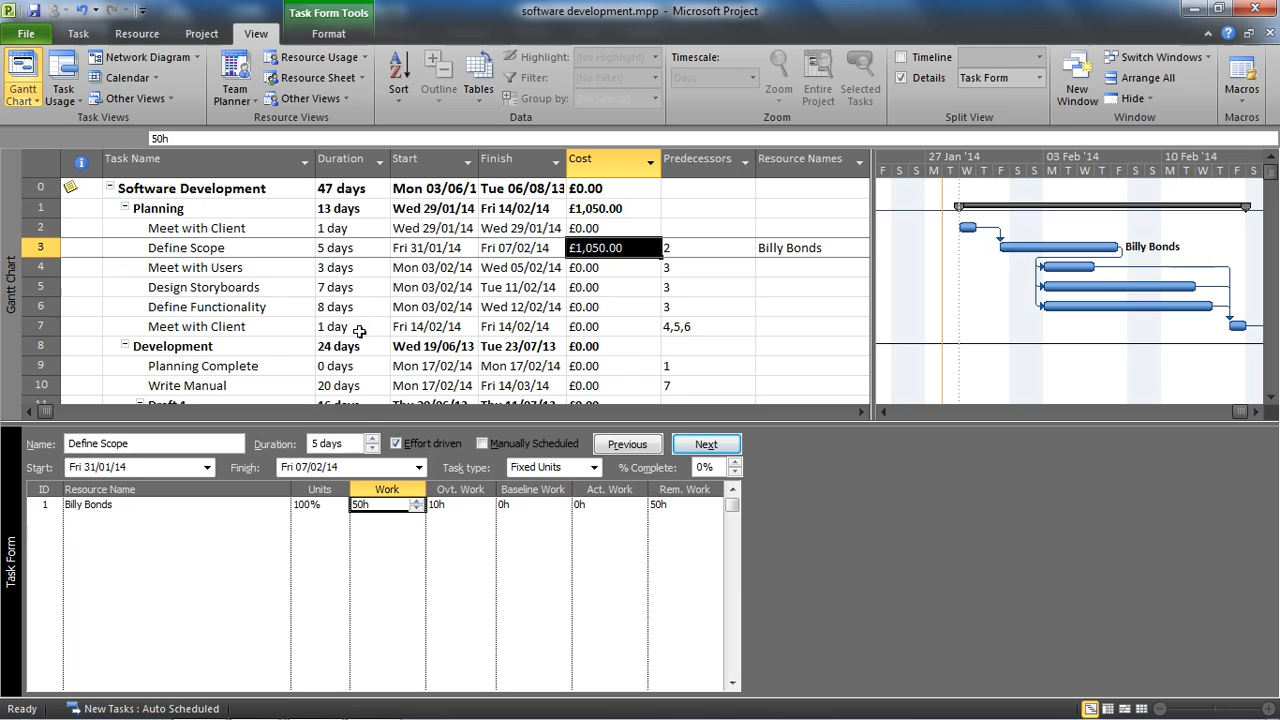 Task Form Tools
software development.mpp - Microsoft Project
File Task Resource Project View Format
Gantt Chart
Task Usage
Network Diagram
Calendar
Other Views
Task Views
Team Planner
Resource Usage
Resource Sheet
Other Views
Resource Views
Sort
Outline
Tables
Highlight: [No Highlight]
Filter: [No Filter]
Group by: [No Group]
Data
Timescale:
Days
Zoom
Entire Project
Selected Tasks
Zoom
Timeline
Details Task Form
Split View
New Window
Switch Windows
Arrange All
Hide
Window
Macros
Macros
50h
Task Name Duration Start Finish Cost Predecessors Resource Names
27 Jan '14 03 Feb '14 10 Feb '14
F S S M T W T F S S M T W T F S S M T W T F S
0 Software Development 47 days Mon 03/06/1 Tue 06/08/13 £0.00
1 Planning 13 days Wed 29/01/14 Fri 14/02/14 £1,050.00
2 Meet with Client 1 day Wed 29/01/14 Wed 29/01/14 £0.00
3 Define Scope 5 days Fri 31/01/14 Fri 07/02/14 £1,050.00 2 Billy Bonds
Billy Bonds
4 Meet with Users 3 days Mon 03/02/14 Wed 05/02/14 £0.00 3
5 Design Storyboards 7 days Mon 03/02/14 Tue 11/02/14 £0.00 3
6 Define Functionality 8 days Mon 03/02/14 Wed 12/02/14 £0.00 3
7 Meet with Client 1 day Fri 14/02/14 Fri 14/02/14 £0.00 4,5,6
8 Development 24 days Wed 19/06/13 Tue 23/07/13 £0.00
9 Planning Complete 0 days Mon 17/02/14 Mon 17/02/14 £0.00 1
10 Write Manual 20 days Mon 17/02/14 Fri 14/03/14 £0.00 7
Gantt Chart
Name: Define Scope Duration: 5 days Effort driven Manually Scheduled Previous Next
Start: Fri 31/01/14 Finish: Fri 07/02/14 Task type: Fixed Units % Complete: 0%
ID Resource Name Units Work Ovt. Work Baseline Work Act. Work Rem. Work
1 Billy Bonds 100% 50h 10h 0h 0h 50h
Task Form
Ready New Tasks : Auto Scheduled